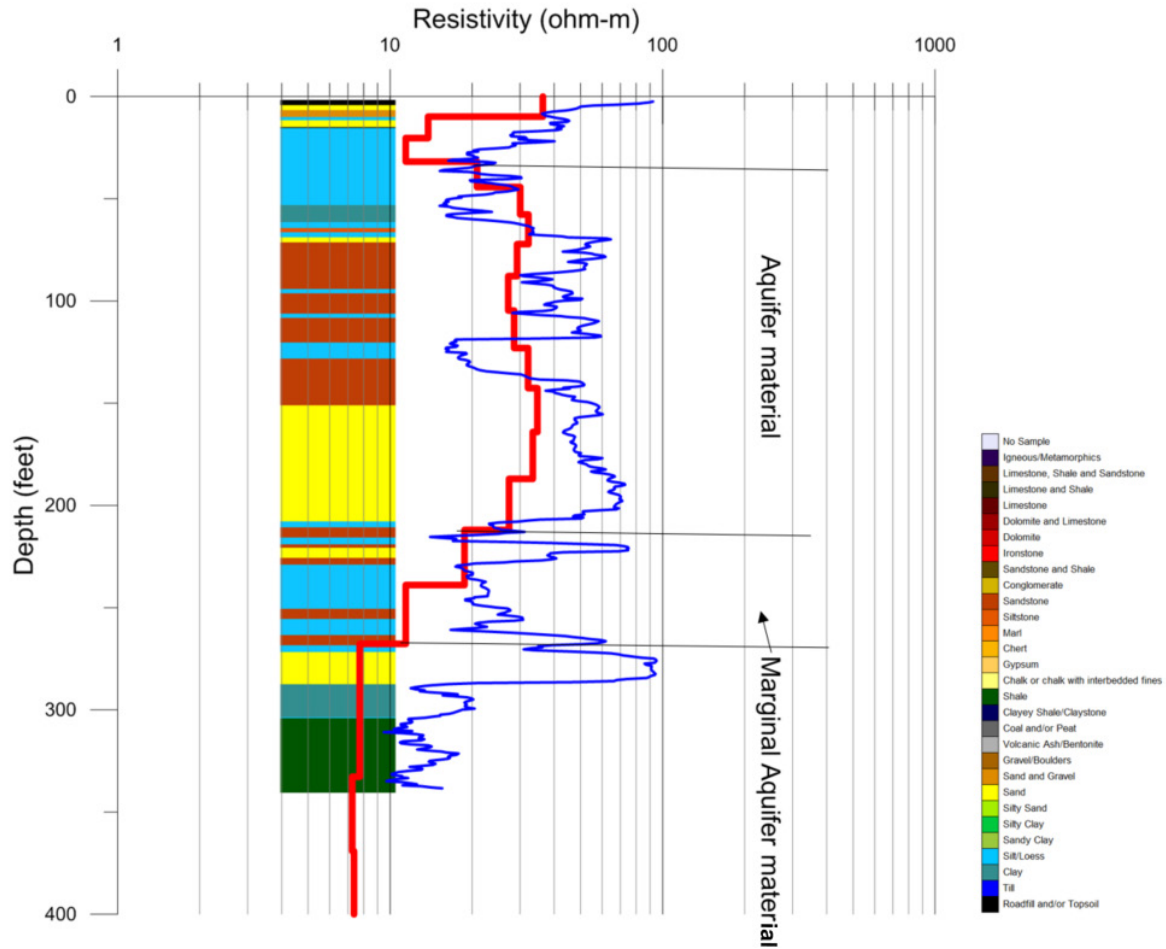 Resistivity (ohm-m)
1
10
100
1000
0
100
200
300
400
Depth (feet)
Aquifer material
Marginal Aquifer material
No Sample
Igneous/Metamorphics
Limestone, Shale and Sandstone
Limestone and Shale
Limestone
Dolomite and Limestone
Dolomite
Ironstone
Sandstone and Shale
Conglomerate
Sandstone
Siltstone
Marl
Chert
Gypsum
Chalk or chalk with interbedded fines
Shale
Clayey Shale/Claystone
Coal and/or Peat
Volcanic Ash/Bentonite
Gravel/Boulders
Sand and Gravel
Sand
Silty Sand
Silty Clay
Sandy Clay
Silt/Loess
Clay
Till
Roadfill and/or Topsoil